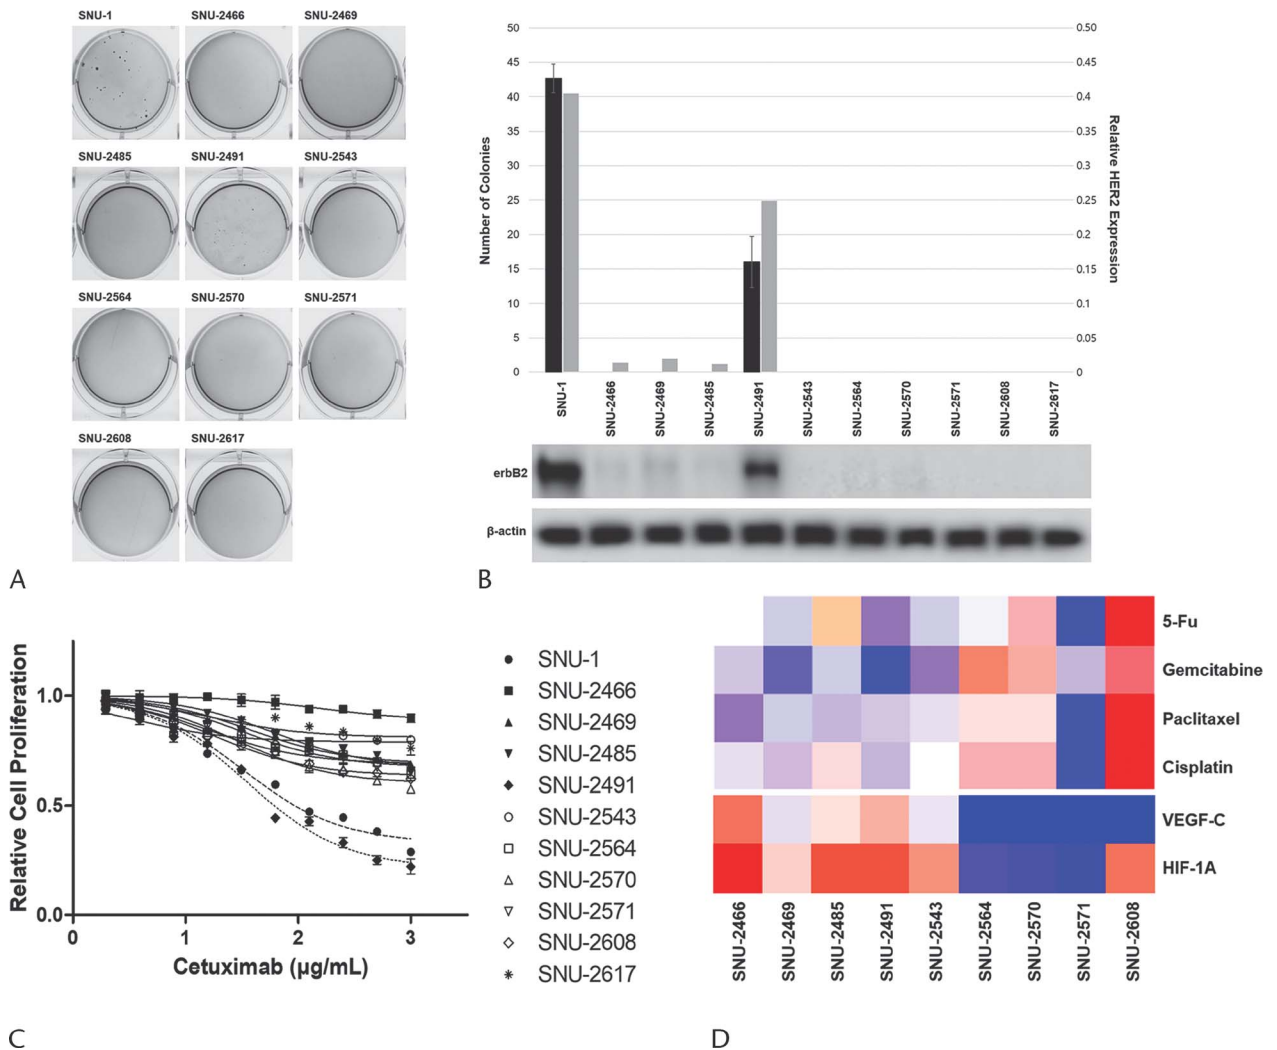 SNU-1 SNU-2466 SNU-2469
SNU-2485 SNU-2491 SNU-2543
SNU-2564 SNU-2570 SNU-2571
SNU-2608 SNU-2617
A
50 0.50
45 0.45
40 0.4
35 0.35
30 0.3
25 0.25
20 0.2
15 0.15
10 0.1
5 0.05
0 0
Number of Colonies
Relative HER2 Expression
SNU-1 SNU-2466 SNU-2469 SNU-2485 SNU-2491 SNU-2543 SNU-2564 SNU-2570 SNU-2571 SNU-2608 SNU-2617
erbB2
β-actin
B
Relative Cell Proliferation
1.0
0.5
0.0
0 1 2 3
Cetuximab (µg/mL)
SNU-1
SNU-2466
SNU-2469
SNU-2485
SNU-2491
SNU-2543
SNU-2564
SNU-2570
SNU-2571
SNU-2608
SNU-2617
C
5-Fu
Gemcitabine
Paclitaxel
Cisplatin
VEGF-C
HIF-1A
SNU-2466 SNU-2469 SNU-2485 SNU-2491 SNU-2543 SNU-2564 SNU-2570 SNU-2571 SNU-2608
D